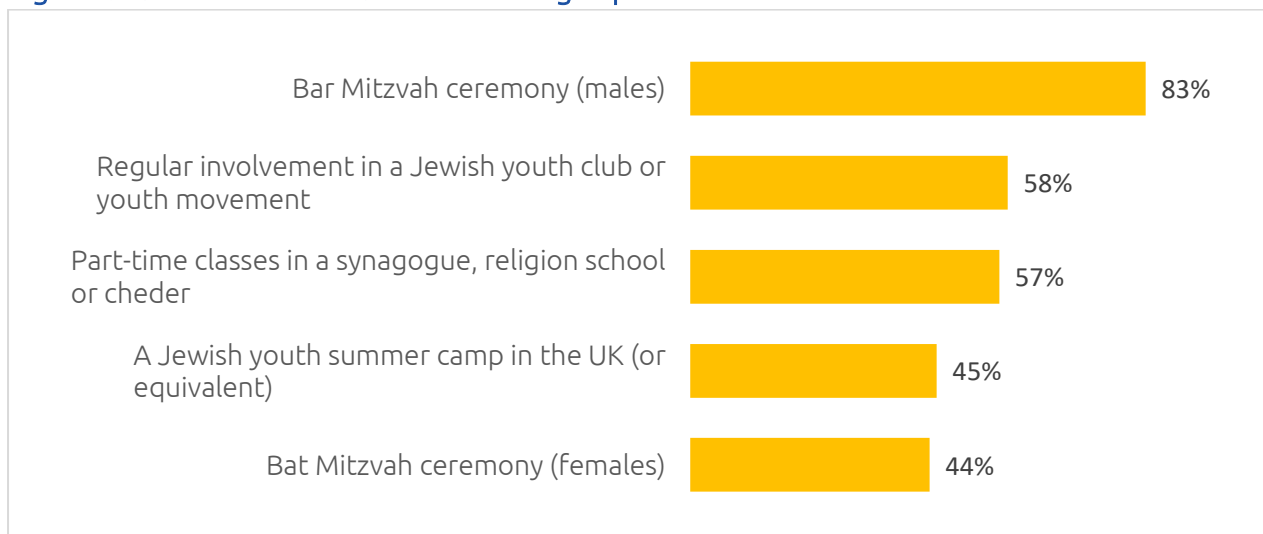 Bar Mitzvah ceremony (males)
83%
Regular involvement in a Jewish youth club or
youth movement
58%
Part-time classes in a synagogue, religion school
or cheder
57%
A Jewish youth summer camp in the UK (or
equivalent)
45%
Bat Mitzvah ceremony (females)
44%